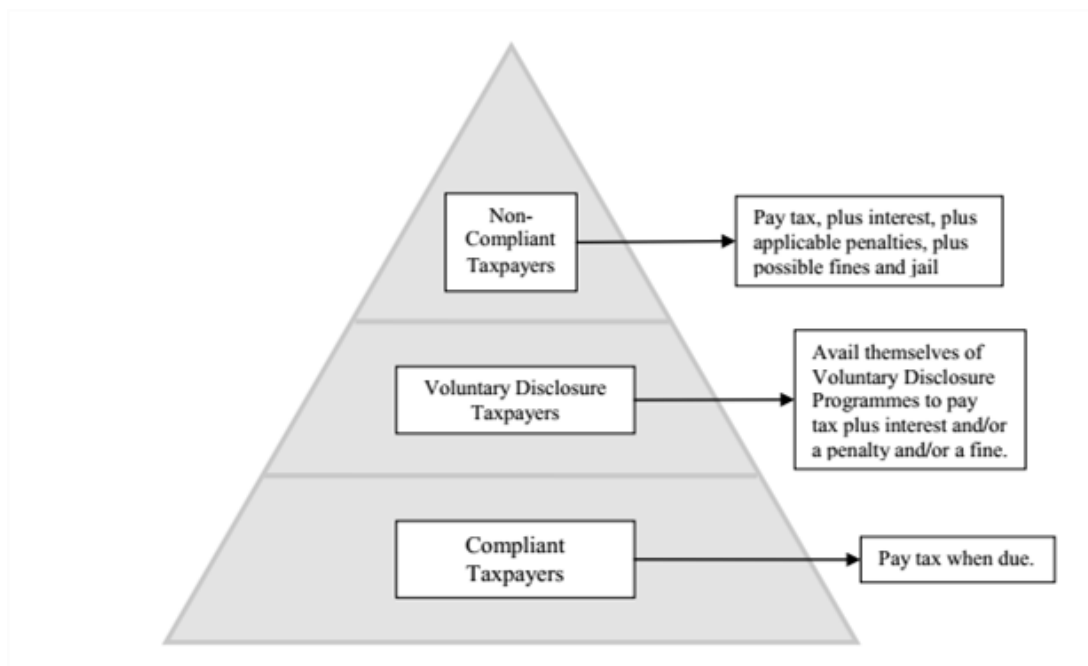 Non-
Compliant
Taxpayers
Pay tax, plus interest, plus
applicable penalties, plus
possible fines and jail
Voluntary Disclosure
Taxpayers
Avail themselves of
Voluntary Disclosure
Programmes to pay
tax plus interest and/or
a penalty and/or a fine.
Compliant
Taxpayers
Pay tax when due.